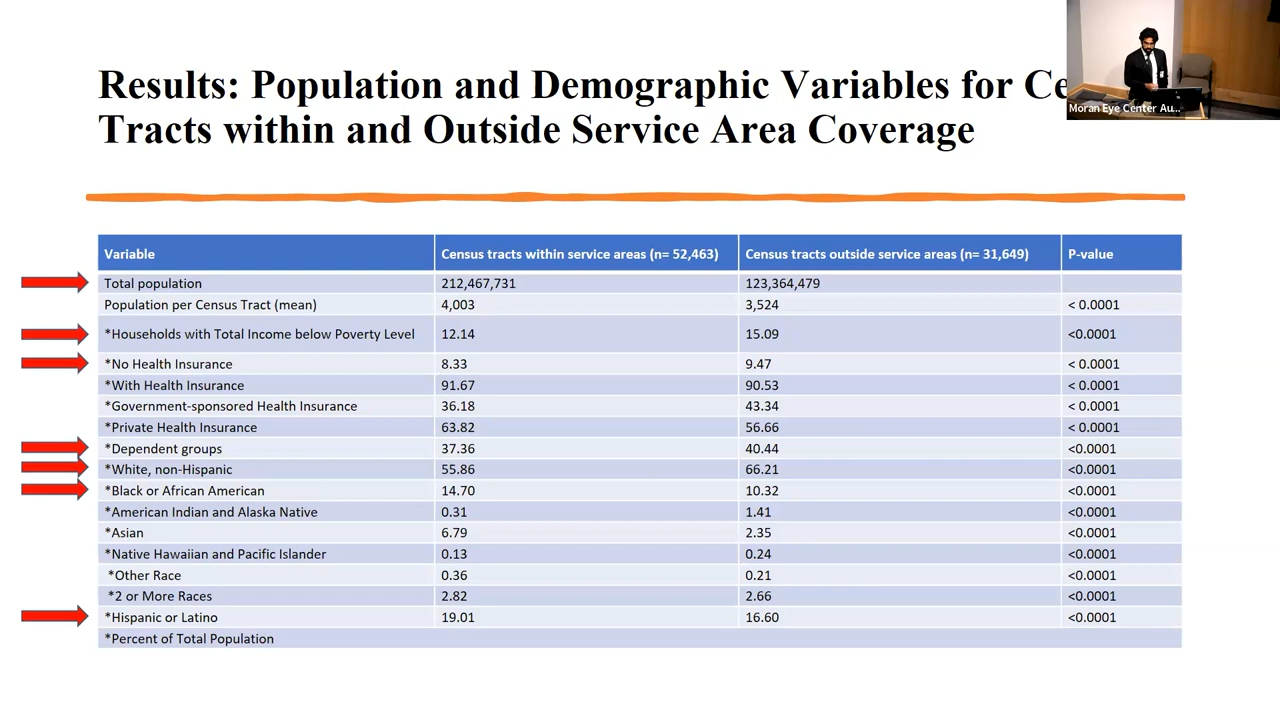 Results: Population and Demographic Variables for Ce
Tracts within and Outside Service Area Coverage
Moran Eye Center Au...
Variable Census tracts within service areas (n= 52,463) Census tracts outside service areas (n= 31,649) P-value
Total population 212,467,731 123,364,479
Population per Census Tract (mean) 4,003 3,524 < 0.0001
*Households with Total Income below Poverty Level 12.14 15.09 <0.0001
*No Health Insurance 8.33 9.47 < 0.0001
*With Health Insurance 91.67 90.53 < 0.0001
*Government-sponsored Health Insurance 36.18 43.34 < 0.0001
*Private Health Insurance 63.82 56.66 < 0.0001
*Dependent groups 37.36 40.44 <0.0001
*White, non-Hispanic 55.86 66.21 <0.0001
*Black or African American 14.70 10.32 <0.0001
*American Indian and Alaska Native 0.31 1.41 <0.0001
*Asian 6.79 2.35 <0.0001
*Native Hawaiian and Pacific Islander 0.13 0.24 <0.0001
*Other Race 0.36 0.21 <0.0001
*2 or More Races 2.82 2.66 <0.0001
*Hispanic or Latino 19.01 16.60 <0.0001
*Percent of Total Population